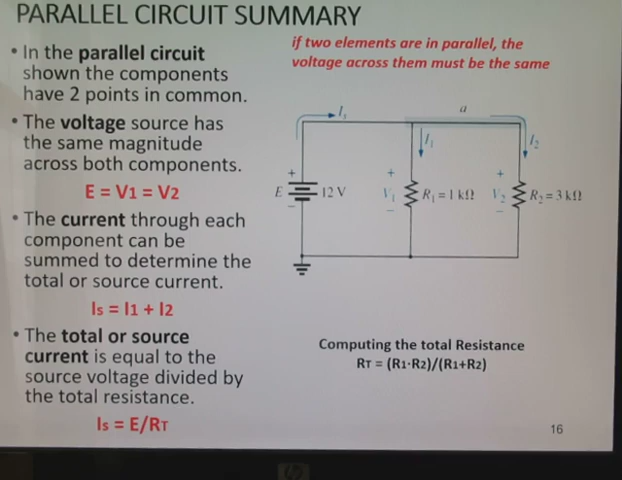 PARALLEL CIRCUIT SUMMARY
• In the parallel circuit
shown the components
have 2 points in common.
• The voltage source has
the same magnitude
across both components.
E = V1 = V2
• The current through each
component can be
summed to determine the
total or source current.
Is = I1 + I2
• The total or source
current is equal to the
source voltage divided by
the total resistance.
Is = E/RT
if two elements are in parallel, the
voltage across them must be the same
Is
a
I1
I2
+
+
+
E
12 V
V1
R1 = 1 kΩ
V2
R2 = 3 kΩ
−
−
−
Computing the total Resistance
RT = (R1·R2)/(R1+R2)
16
hp